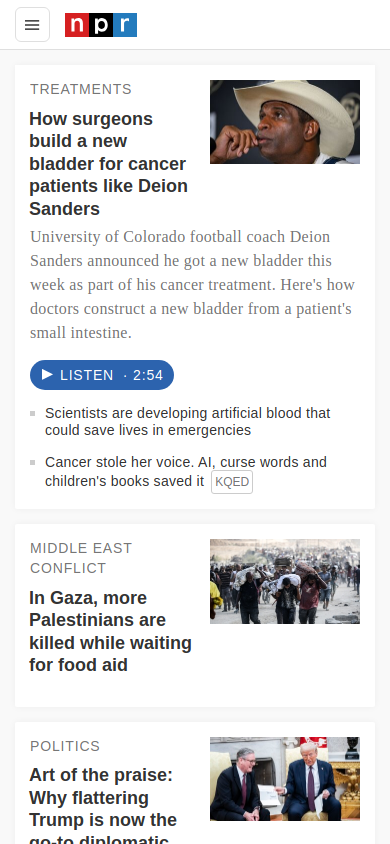 npr
TREATMENTS
How surgeons
build a new
bladder for cancer
patients like Deion
Sanders
University of Colorado football coach Deion
Sanders announced he got a new bladder this
week as part of his cancer treatment. Here's how
doctors construct a new bladder from a patient's
small intestine.
LISTEN · 2:54
Scientists are developing artificial blood that
could save lives in emergencies
Cancer stole her voice. AI, curse words and
children's books saved it KQED
MIDDLE EAST
CONFLICT
In Gaza, more
Palestinians are
killed while waiting
for food aid
POLITICS
Art of the praise:
Why flattering
Trump is now the
go-to diplomatic